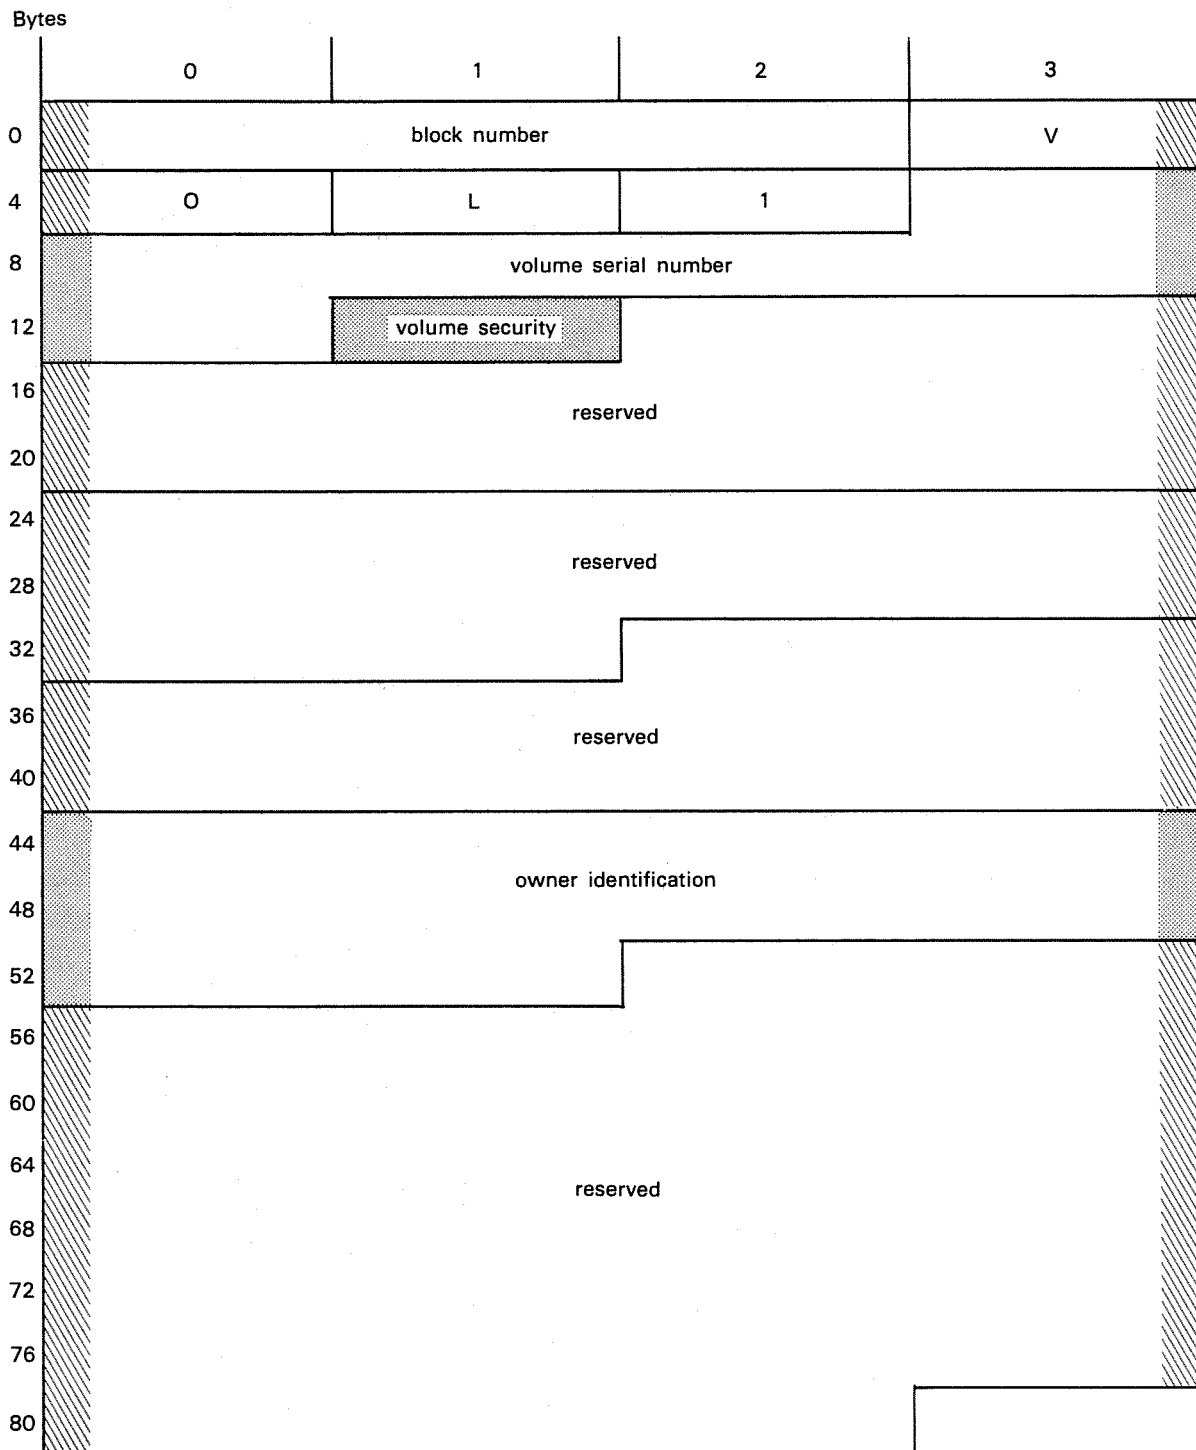 Bytes
0 1 2 3
0 block number V
4 O L 1
8 volume serial number
12 volume security
16
reserved
20
24
reserved
28
32
36
reserved
40
44
owner identification
48
52
56
60
64
reserved
68
72
76
80